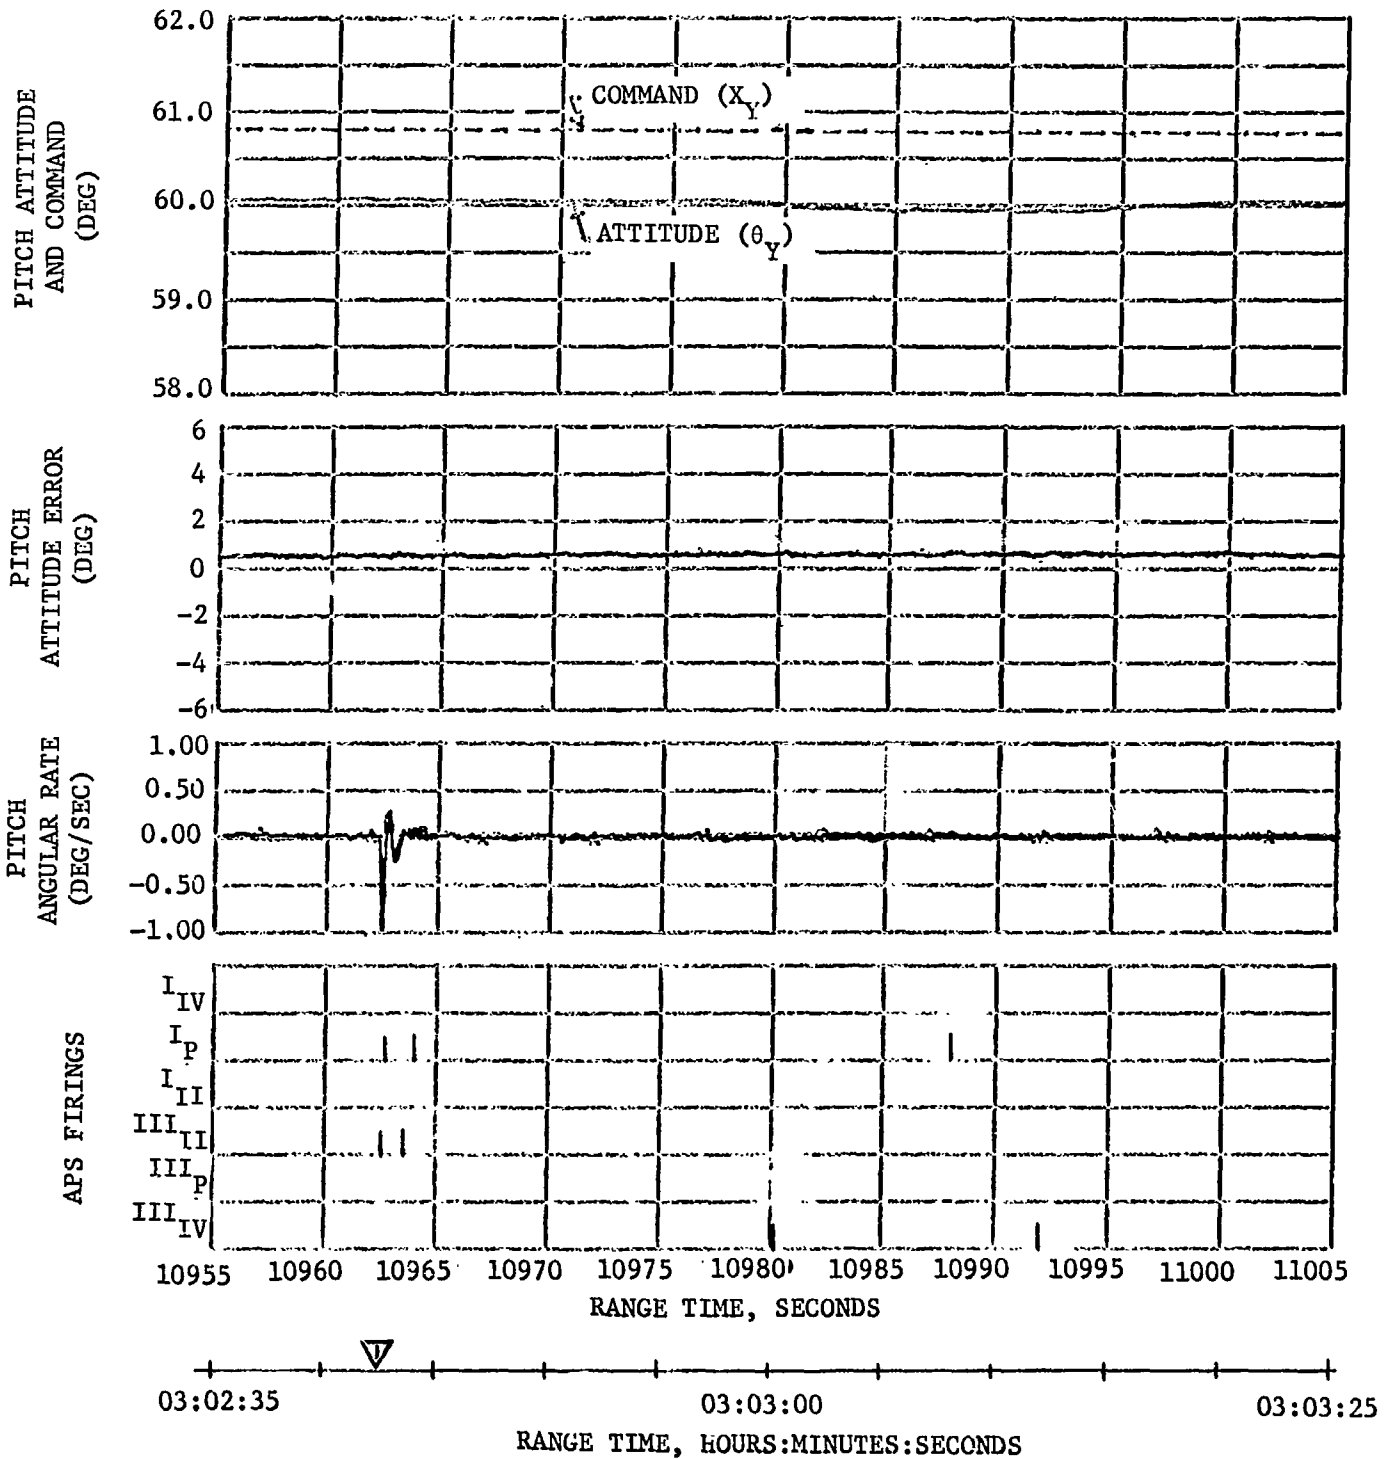 PITCH ATTITUDE
AND COMMAND
(DEG)
62.0
61.0
60.0
59.0
58.0
COMMAND (X_Y)
ATTITUDE (θ_Y)
PITCH
ATTITUDE ERROR
(DEG)
6
4
2
0
-2
-4
-6
PITCH
ANGULAR RATE
(DEG/SEC)
1.00
0.50
0.00
-0.50
-1.00
APS FIRINGS
I_IV
I_P
I_II
III_II
III_P
III_IV
10955 10960 10965 10970 10975 10980 10985 10990 10995 11000 11005
RANGE TIME, SECONDS
1
03:02:35 03:03:00 03:03:25
RANGE TIME, HOURS:MINUTES:SECONDS